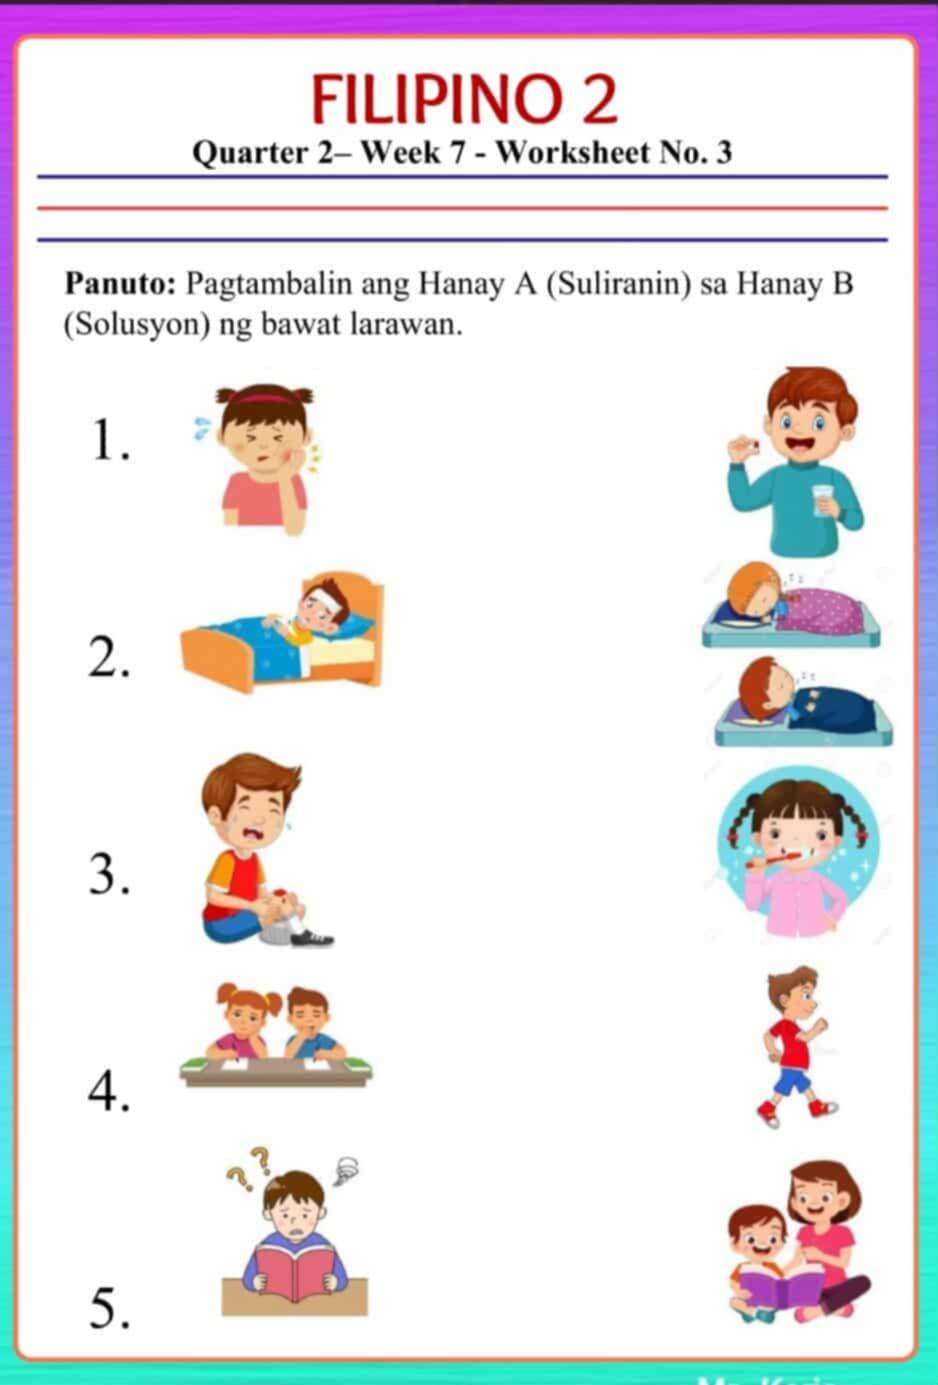 FILIPINO 2
Quarter 2– Week 7 - Worksheet No. 3
Panuto: Pagtambalin ang Hanay A (Suliranin) sa Hanay B
(Solusyon) ng bawat larawan.
1.
2.
3.
4.
5.